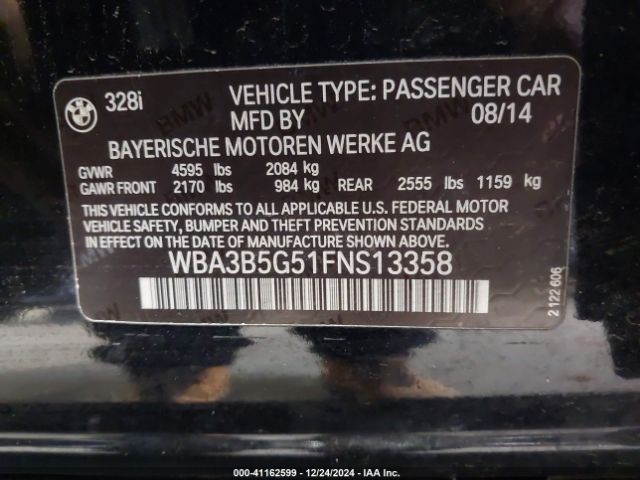 328i VEHICLE TYPE: PASSENGER CAR
MFD BY 08/14
BAYERISCHE MOTOREN WERKE AG
GVWR 4595 lbs 2084 kg
GAWR FRONT 2170 lbs 984 kg REAR 2555 lbs 1159 kg
THIS VEHICLE CONFORMS TO ALL APPLICABLE U.S. FEDERAL MOTOR
VEHICLE SAFETY, BUMPER AND THEFT PREVENTION STANDARDS
IN EFFECT ON THE DATE OF MANUFACTURE SHOWN ABOVE.
WBA3B5G51FNS13358
2 122 606
000-41162599 - 12/24/2024 - IAA Inc.